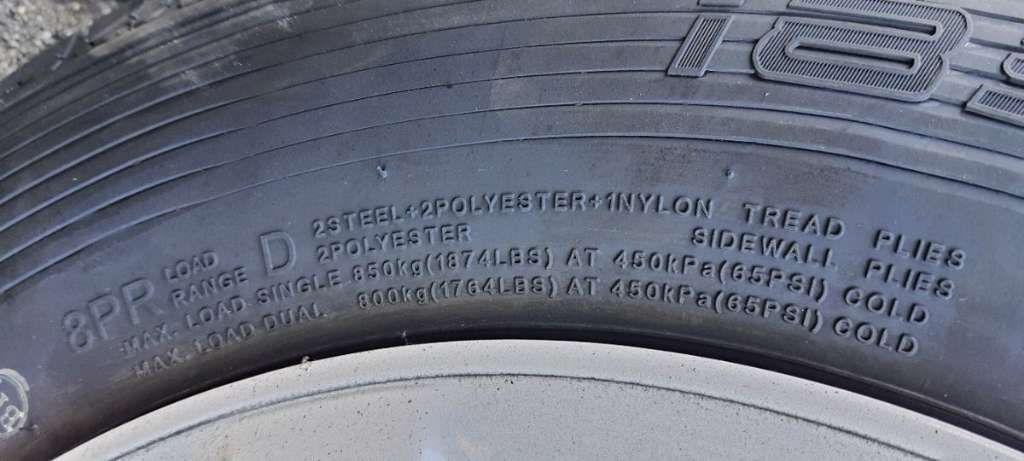 185
8PR LOAD RANGE D 2STEEL+2POLYESTER+1NYLON TREAD PLIES
2POLYESTER SIDEWALL PLIES
MAX. LOAD SINGLE 850kg(1874LBS) AT 450kPa(65PSI) COLD
MAX. LOAD DUAL 800kg(1764LBS) AT 450kPa(65PSI) COLD